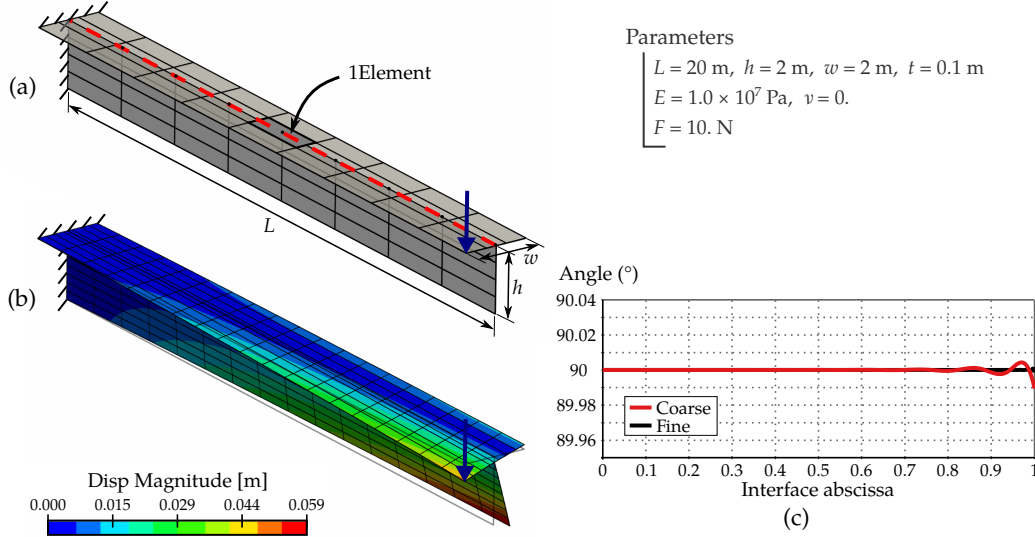 Parameters
L = 20 m, h = 2 m, w = 2 m, t = 0.1 m
E = 1.0 × 10⁷ Pa, ν = 0.
F = 10. N
(a)
1Element
L
w
h
(b)
Disp Magnitude [m]
0.000 0.015 0.029 0.044 0.059
Angle (°)
90.04
90.02
90
89.98
89.96
Coarse
Fine
0 0.1 0.2 0.3 0.4 0.5 0.6 0.7 0.8 0.9 1
Interface abscissa
(c)